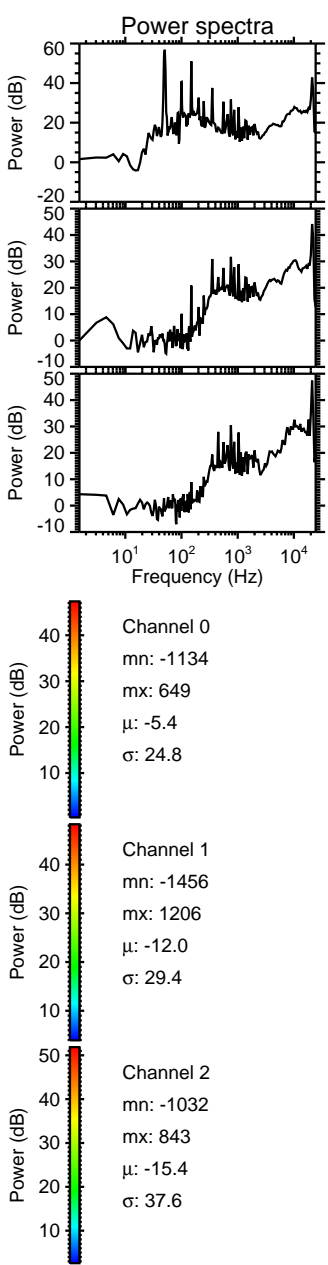 Power spectra
60
40
20
0
-20
Power (dB)
50
40
30
20
10
0
-10
Power (dB)
50
40
30
20
10
0
-10
Power (dB)
10¹ 10² 10³ 10⁴
Frequency (Hz)
40
30
20
10
Power (dB)
Channel 0
mn: -1134
mx: 649
μ: -5.4
σ: 24.8
40
30
20
10
Power (dB)
Channel 1
mn: -1456
mx: 1206
μ: -12.0
σ: 29.4
50
40
30
20
10
Power (dB)
Channel 2
mn: -1032
mx: 843
μ: -15.4
σ: 37.6